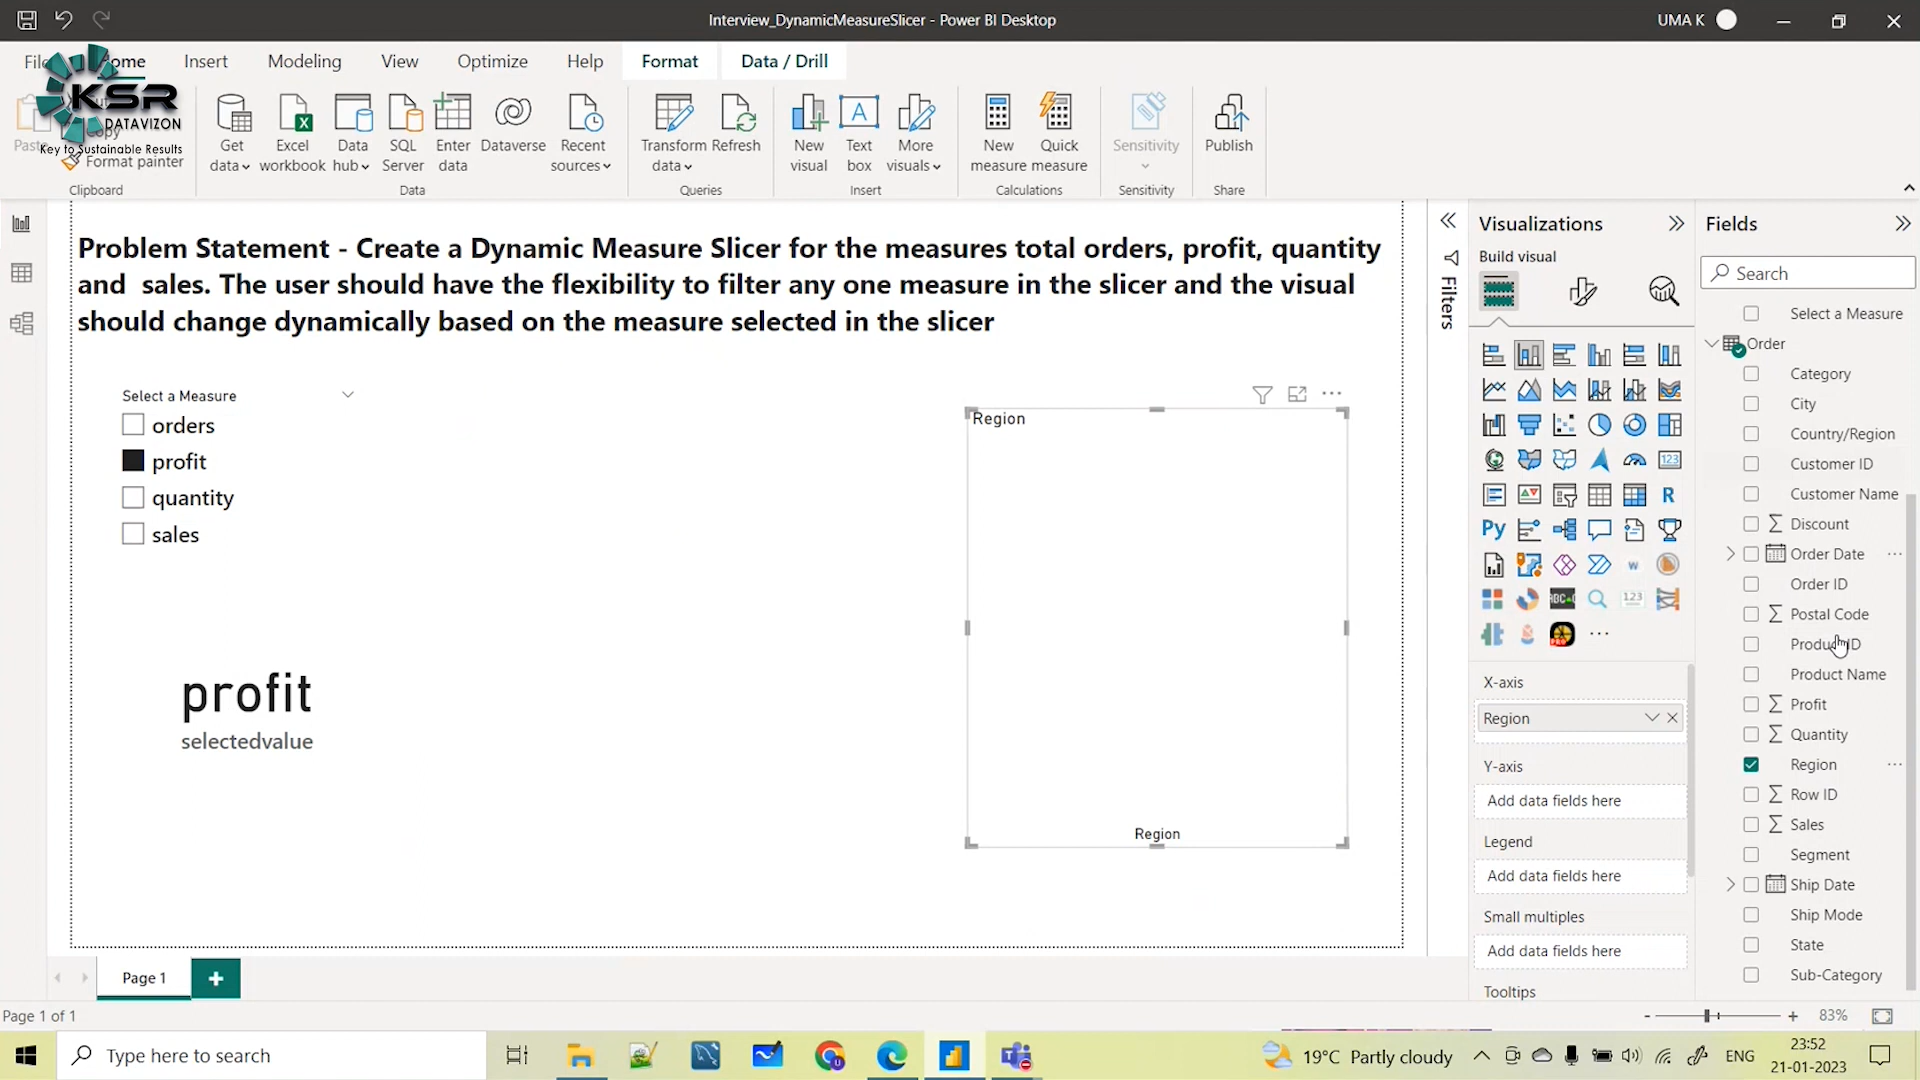 Interview_DynamicMeasureSlicer - Power BI Desktop
UMA K
Home
Insert
Modeling
View
Optimize
Help
Format
Data / Drill
KSR
DATAVIZON
Key to Sustainable Results
Copy
Format painter
Clipboard
Get
data
Excel
workbook
Data
hub
SQL
Server
Enter
data
Dataverse
Recent
sources
Data
Transform
data
Refresh
Queries
New
visual
Text
box
More
visuals
Insert
New
measure
Quick
measure
Calculations
Sensitivity
Sensitivity
Publish
Share
Problem Statement - Create a Dynamic Measure Slicer for the measures total orders, profit, quantity
and sales. The user should have the flexibility to filter any one measure in the slicer and the visual
should change dynamically based on the measure selected in the slicer
Select a Measure
orders
profit
quantity
sales
profit
selectedvalue
Region
Region
Filters
Visualizations
Build visual
X-axis
Region
Y-axis
Add data fields here
Legend
Add data fields here
Small multiples
Add data fields here
Tooltips
Fields
Search
Select a Measure
Order
Category
City
Country/Region
Customer ID
Customer Name
Discount
Order Date
Order ID
Postal Code
Product ID
Product Name
Profit
Quantity
Region
Row ID
Sales
Segment
Ship Date
Ship Mode
State
Sub-Category
Page 1
Page 1 of 1
83%
Type here to search
19°C Partly cloudy
ENG
23:52
21-01-2023